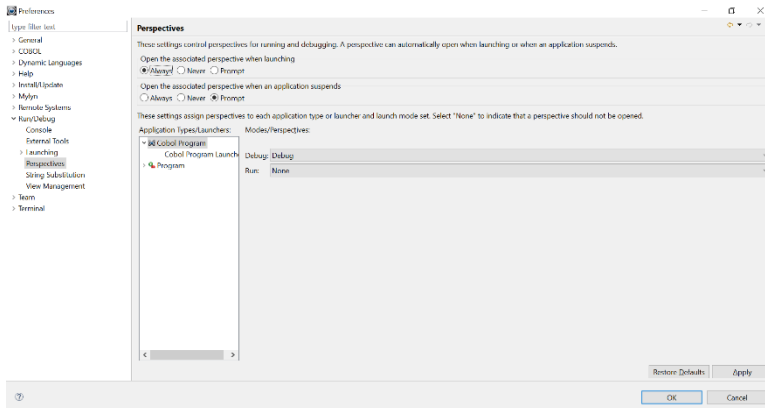 Preferences
type filter text
General
COBOL
Dynamic Languages
Help
Install/Update
Mylyn
Remote Systems
Run/Debug
Console
External Tools
Launching
Perspectives
String Substitution
View Management
Team
Terminal
Perspectives
These settings control perspectives for running and debugging. A perspective can automatically open when launching or when an application suspends.
Open the associated perspective when launching
Always Never Prompt
Open the associated perspective when an application suspends
Always Never Prompt
These settings assign perspectives to each application type or launcher and launch mode set. Select "None" to indicate that a perspective should not be opened.
Application Types/Launchers: Modes/Perspectives:
Cobol Program
Cobol Program Launch
Program
Debug: Debug
Run: None
Restore Defaults Apply
OK Cancel